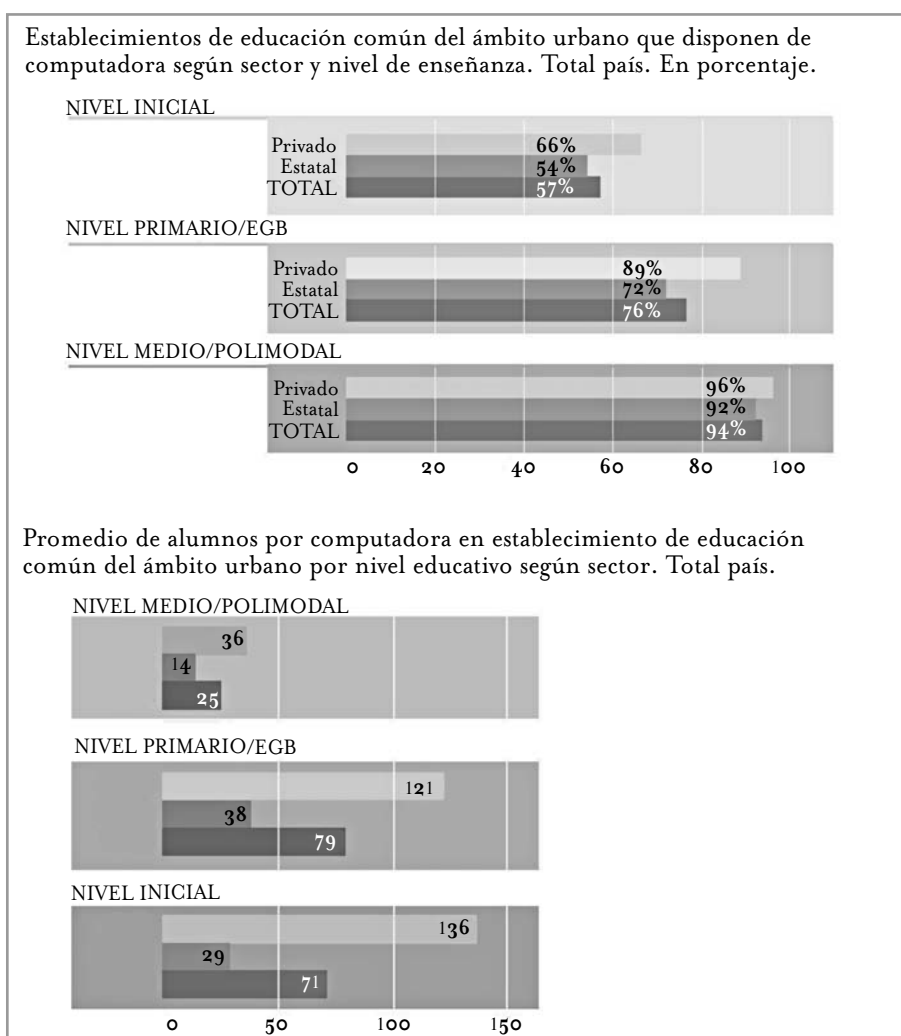 Establecimientos de educación común del ámbito urbano que disponen de
computadora según sector y nivel de enseñanza. Total país. En porcentaje.
NIVEL INICIAL
Privado 66%
Estatal 54%
TOTAL 57%
NIVEL PRIMARIO/EGB
Privado 89%
Estatal 72%
TOTAL 76%
NIVEL MEDIO/POLIMODAL
Privado 96%
Estatal 92%
TOTAL 94%
0 20 40 60 80 100
Promedio de alumnos por computadora en establecimiento de educación
común del ámbito urbano por nivel educativo según sector. Total país.
NIVEL MEDIO/POLIMODAL
36
14
25
NIVEL PRIMARIO/EGB
121
38
79
NIVEL INICIAL
136
29
71
0 50 100 150